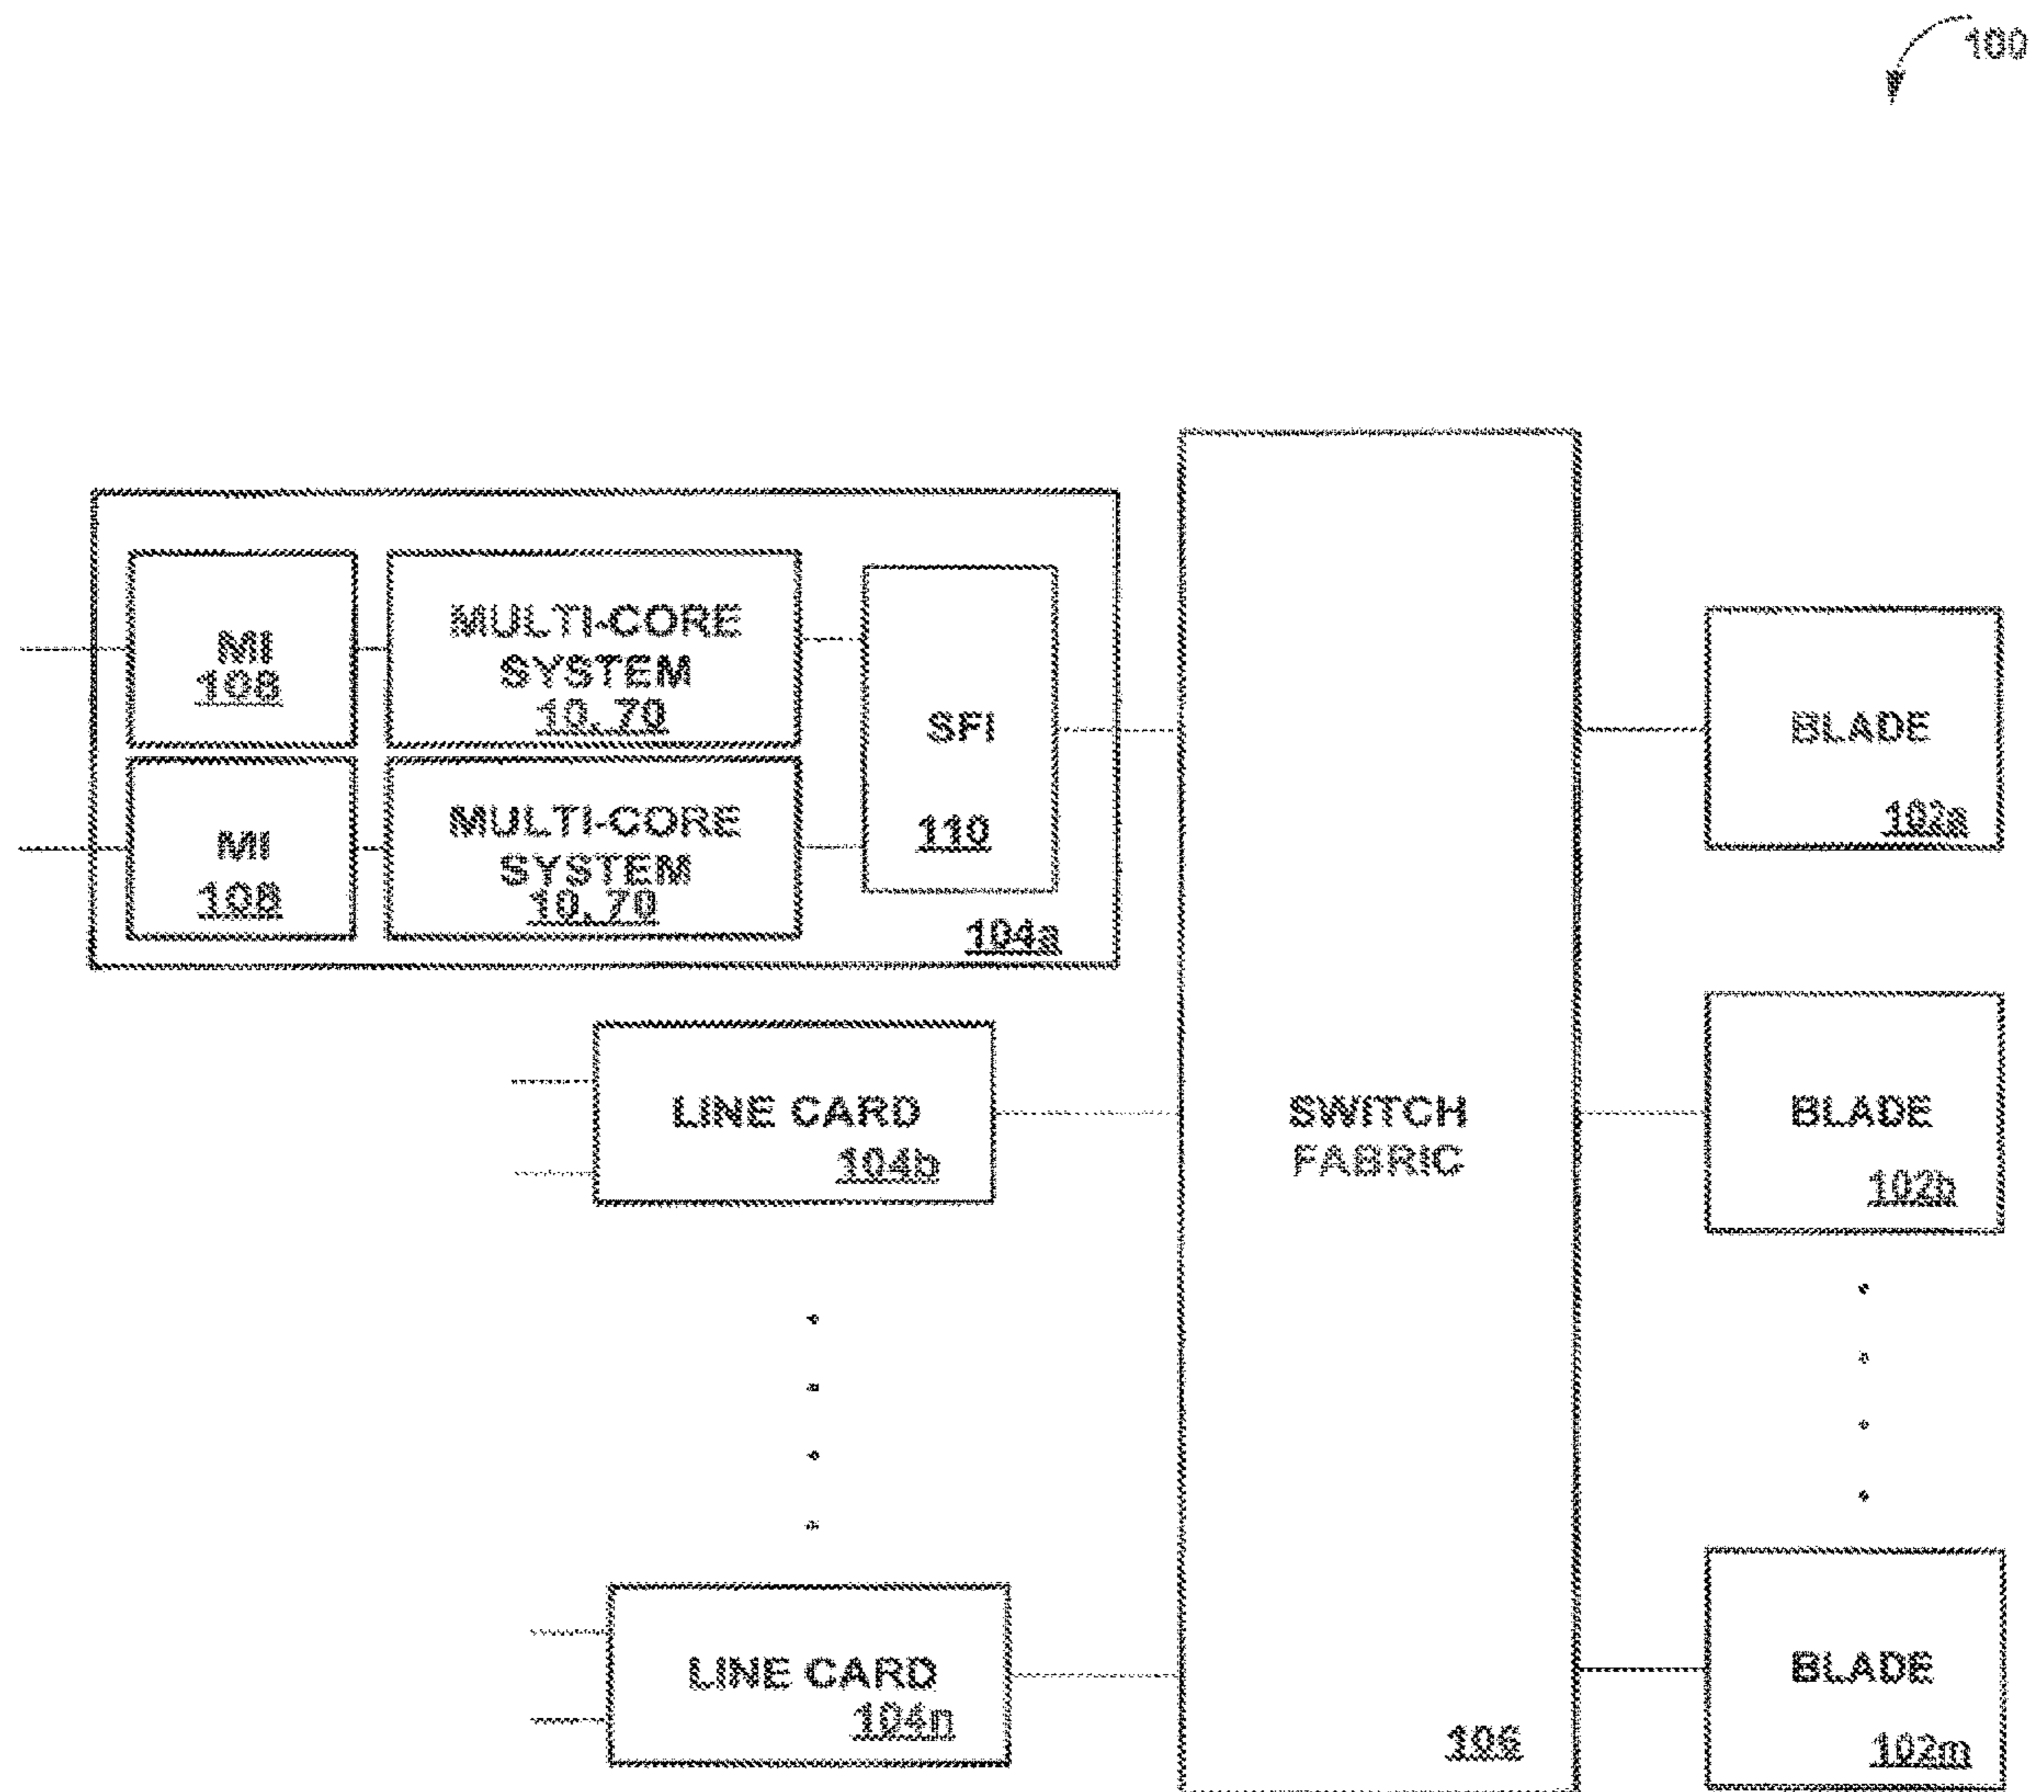 100
MI
108
MULTI-CORE
SYSTEM
10, 70
MI
108
MULTI-CORE
SYSTEM
10, 70
SFI
110
104a
LINE CARD
104b
LINE CARD
104n
SWITCH
FABRIC
106
BLADE
102a
BLADE
102b
BLADE
102m